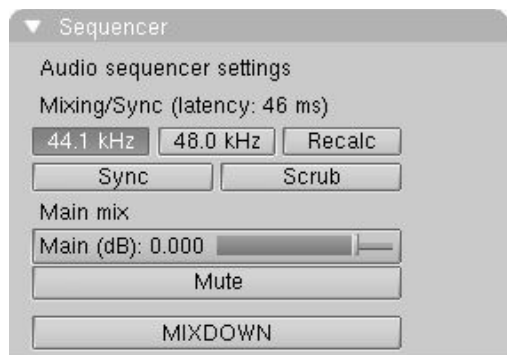 Sequencer
Audio sequencer settings
Mixing/Sync (latency: 46 ms)
44.1 kHz 48.0 kHz Recalc
Sync Scrub
Main mix
Main (dB): 0.000
Mute
MIXDOWN